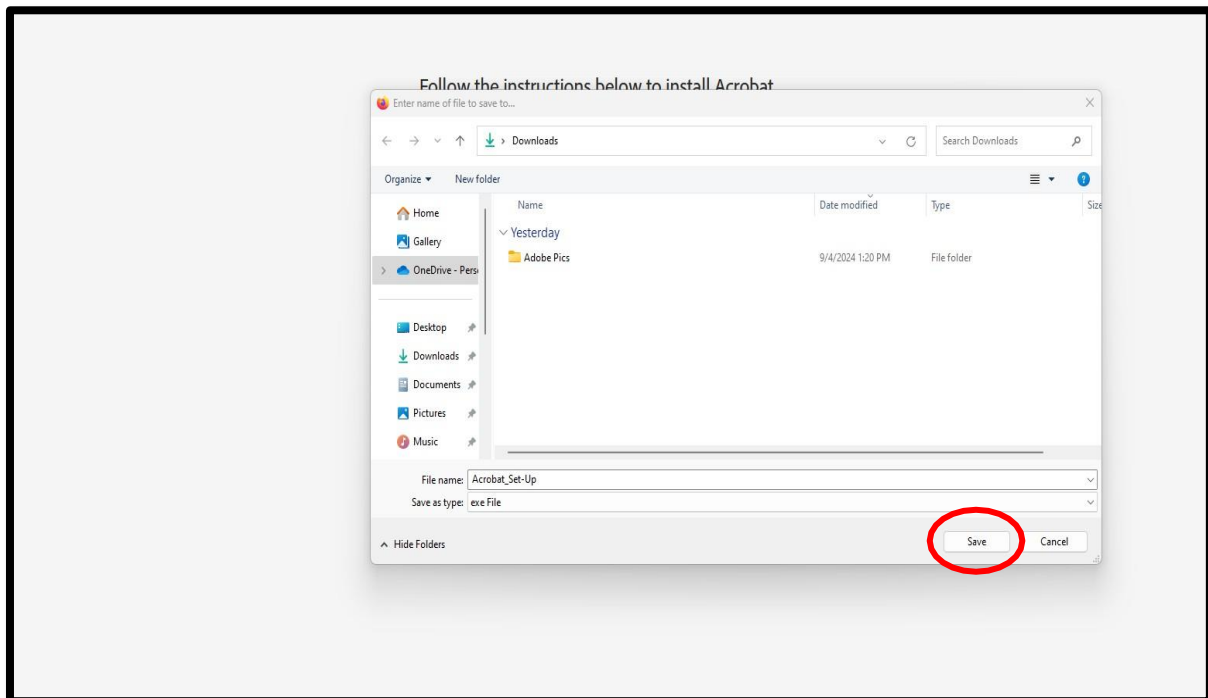 Follow the instructions below to install Acrobat
Enter name of file to save to...
Downloads
Search Downloads
Organize
New folder
Name
Date modified
Type
Size
Home
Gallery
OneDrive - Pers
Yesterday
Adobe Pics
9/4/2024 1:20 PM
File folder
Desktop
Downloads
Documents
Pictures
Music
File name: Acrobat_Set-Up
Save as type: exe File
Hide Folders
Save
Cancel